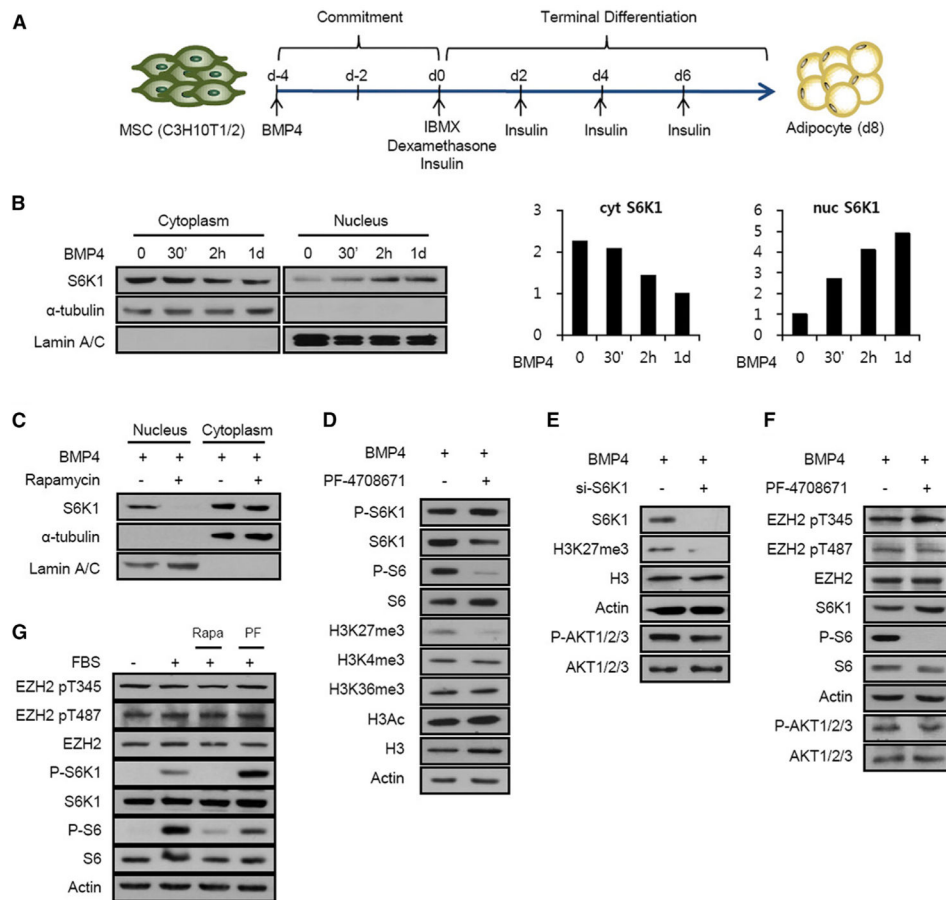 A
Commitment
Terminal Differentiation
d-4 d-2 d0 d2 d4 d6
MSC (C3H10T1/2)
BMP4
IBMX
Dexamethasone
Insulin
Insulin
Insulin
Insulin
Adipocyte (d8)
B
Cytoplasm Nucleus
BMP4 0 30' 2h 1d 0 30' 2h 1d
S6K1
α-tubulin
Lamin A/C
cyt S6K1
3
2
1
0
BMP4 0 30' 2h 1d
nuc S6K1
6
5
4
3
2
1
0
BMP4 0 30' 2h 1d
C
Nucleus Cytoplasm
BMP4 + + + +
Rapamycin - + - +
S6K1
α-tubulin
Lamin A/C
D
BMP4 + +
PF-4708671 - +
P-S6K1
S6K1
P-S6
S6
H3K27me3
H3K4me3
H3K36me3
H3Ac
H3
Actin
E
BMP4 + +
si-S6K1 - +
S6K1
H3K27me3
H3
Actin
P-AKT1/2/3
AKT1/2/3
F
BMP4 + +
PF-4708671 - +
EZH2 pT345
EZH2 pT487
EZH2
S6K1
P-S6
S6
Actin
P-AKT1/2/3
AKT1/2/3
G
Rapa PF
FBS - + + +
EZH2 pT345
EZH2 pT487
EZH2
P-S6K1
S6K1
P-S6
S6
Actin